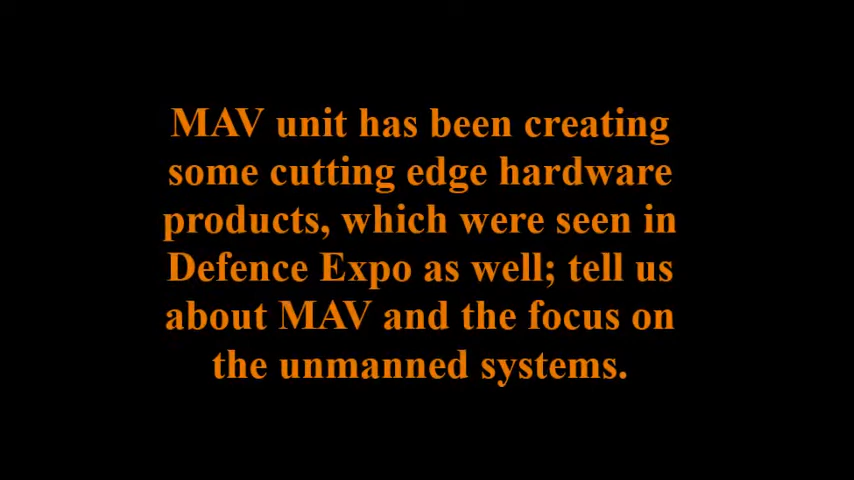 MAV unit has been creating
some cutting edge hardware
products, which were seen in
Defence Expo as well; tell us
about MAV and the focus on
the unmanned systems.